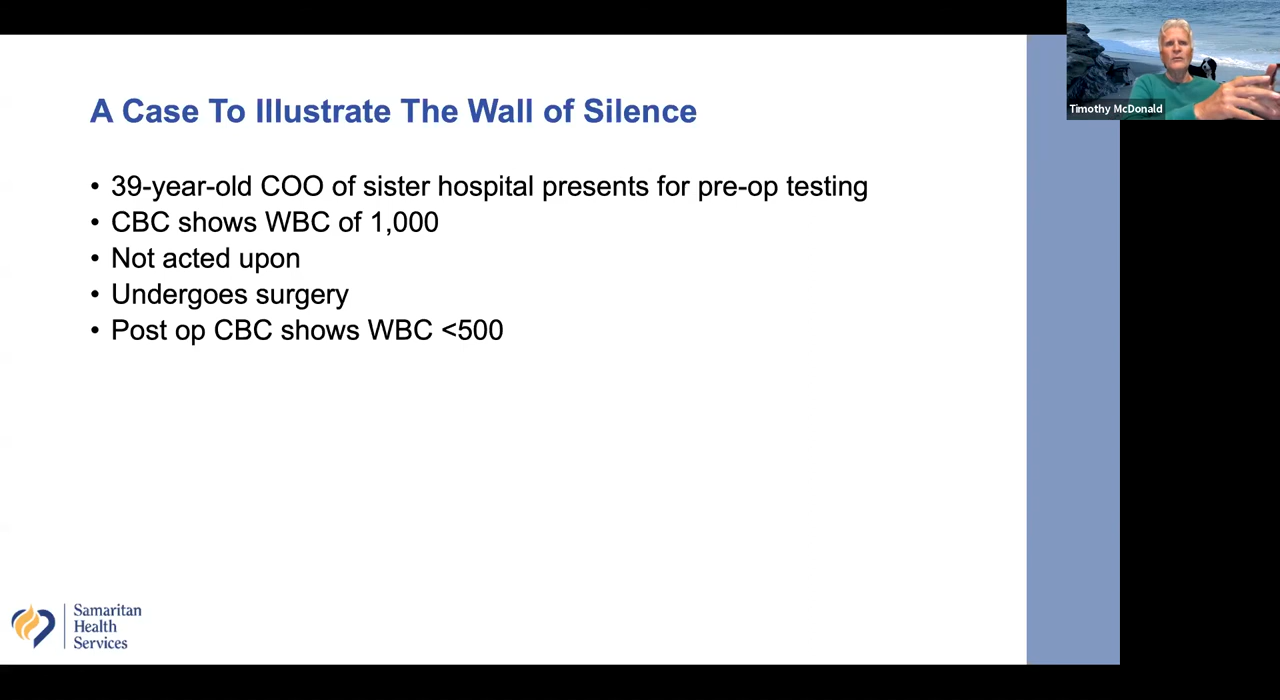 Timothy McDonald
A Case To Illustrate The Wall of Silence
• 39-year-old COO of sister hospital presents for pre-op testing
• CBC shows WBC of 1,000
• Not acted upon
• Undergoes surgery
• Post op CBC shows WBC <500
Samaritan
Health
Services